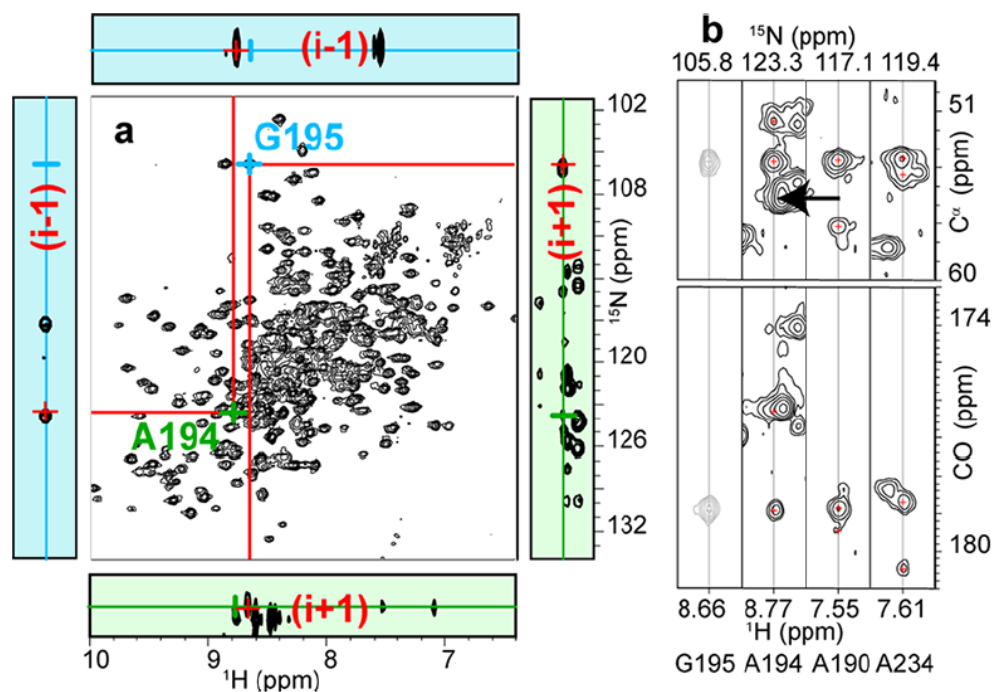 (i-1)
b
¹⁵N (ppm)
105.8 123.3 117.1 119.4
a
G195
A194
(i-1)
(i+1)
102
108
120
126
132
¹⁵N (ppm)
51
60
Cᵅ (ppm)
174
180
CO (ppm)
(i+1)
10 9 8 7
¹H (ppm)
8.66 8.77 7.55 7.61
¹H (ppm)
G195 A194 A190 A234